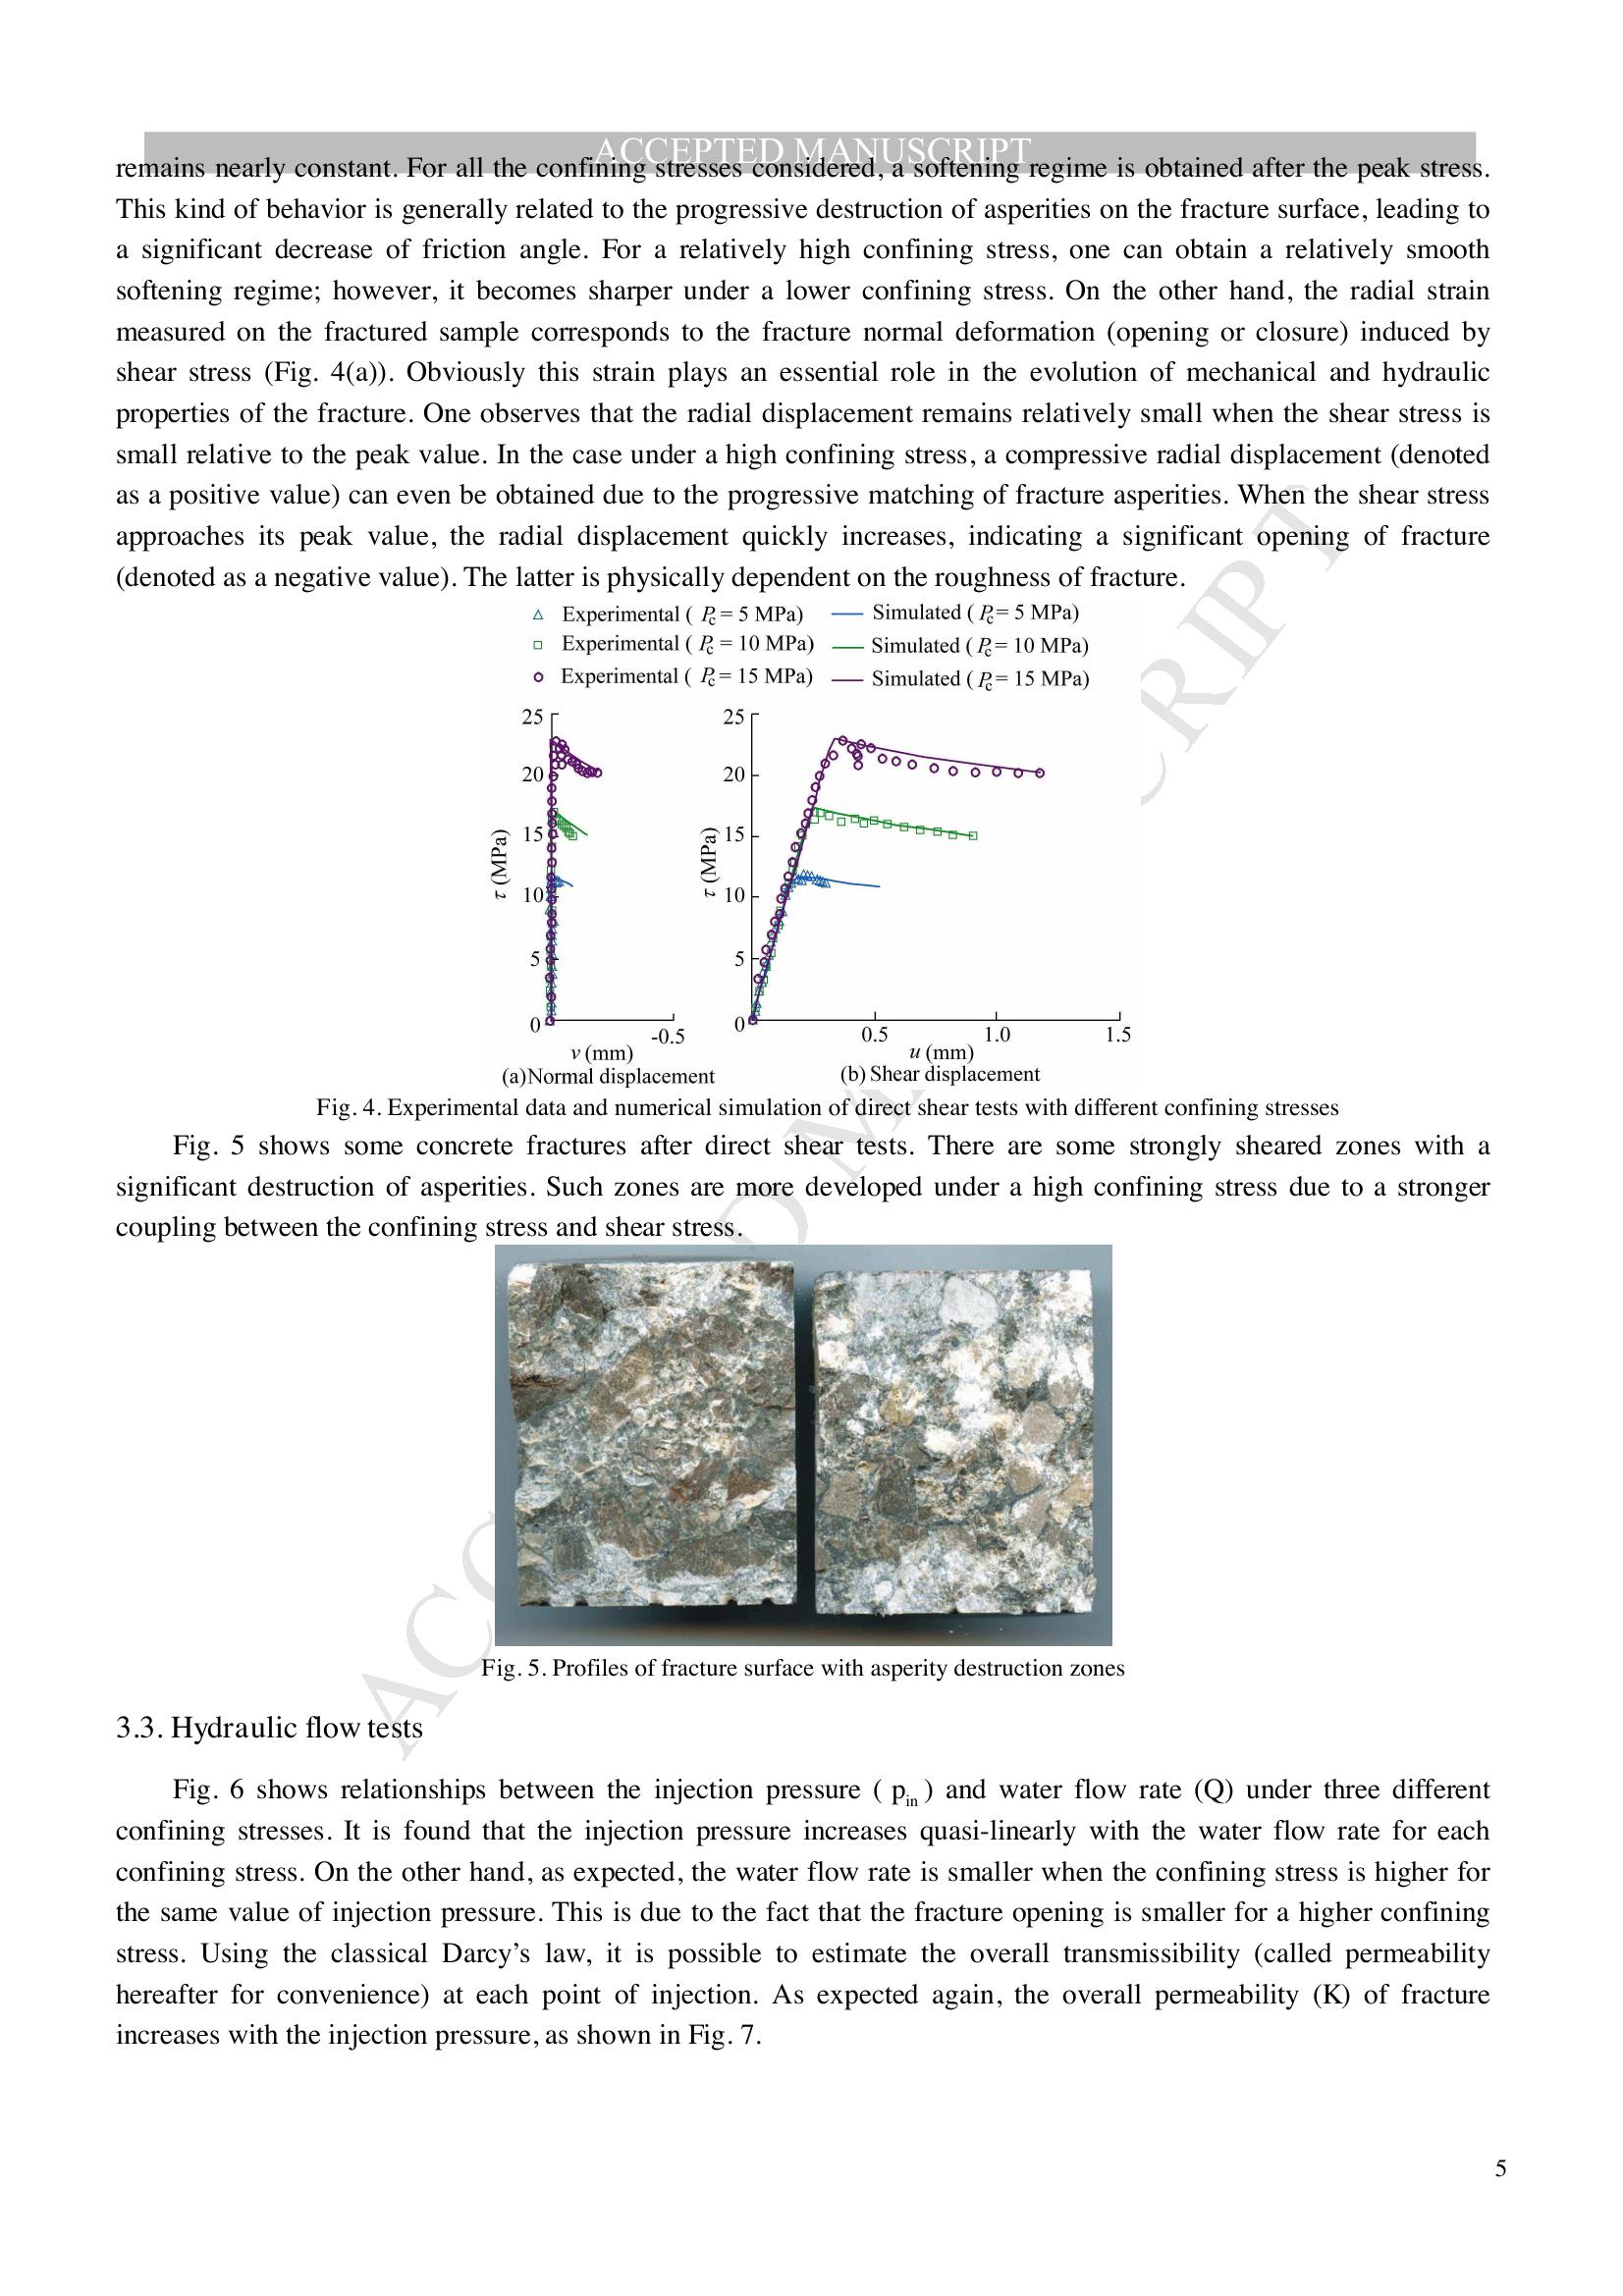 ACCEPTED MANUSCRIPT
remains nearly constant. For all the confining stresses considered, a softening regime is obtained after the peak stress.
This kind of behavior is generally related to the progressive destruction of asperities on the fracture surface, leading to
a significant decrease of friction angle. For a relatively high confining stress, one can obtain a relatively smooth
softening regime; however, it becomes sharper under a lower confining stress. On the other hand, the radial strain
measured on the fractured sample corresponds to the fracture normal deformation (opening or closure) induced by
shear stress (Fig. 4(a)). Obviously this strain plays an essential role in the evolution of mechanical and hydraulic
properties of the fracture. One observes that the radial displacement remains relatively small when the shear stress is
small relative to the peak value. In the case under a high confining stress, a compressive radial displacement (denoted
as a positive value) can even be obtained due to the progressive matching of fracture asperities. When the shear stress
approaches its peak value, the radial displacement quickly increases, indicating a significant opening of fracture
(denoted as a negative value). The latter is physically dependent on the roughness of fracture.
Experimental ( Pc = 5 MPa) Simulated ( Pc = 5 MPa)
Experimental ( Pc = 10 MPa) Simulated ( Pc = 10 MPa)
Experimental ( Pc = 15 MPa) Simulated ( Pc = 15 MPa)
25 25
20 20
15 15
τ (MPa) τ (MPa)
10 10
5 5
0 0
-0.5 0.5 1.0 1.5
v (mm) u (mm)
(a)Normal displacement (b) Shear displacement
Fig. 4. Experimental data and numerical simulation of direct shear tests with different confining stresses
Fig. 5 shows some concrete fractures after direct shear tests. There are some strongly sheared zones with a
significant destruction of asperities. Such zones are more developed under a high confining stress due to a stronger
coupling between the confining stress and shear stress.
Fig. 5. Profiles of fracture surface with asperity destruction zones
3.3. Hydraulic flow tests
Fig. 6 shows relationships between the injection pressure ( pin ) and water flow rate (Q) under three different
confining stresses. It is found that the injection pressure increases quasi-linearly with the water flow rate for each
confining stress. On the other hand, as expected, the water flow rate is smaller when the confining stress is higher for
the same value of injection pressure. This is due to the fact that the fracture opening is smaller for a higher confining
stress. Using the classical Darcy’s law, it is possible to estimate the overall transmissibility (called permeability
hereafter for convenience) at each point of injection. As expected again, the overall permeability (K) of fracture
increases with the injection pressure, as shown in Fig. 7.
5